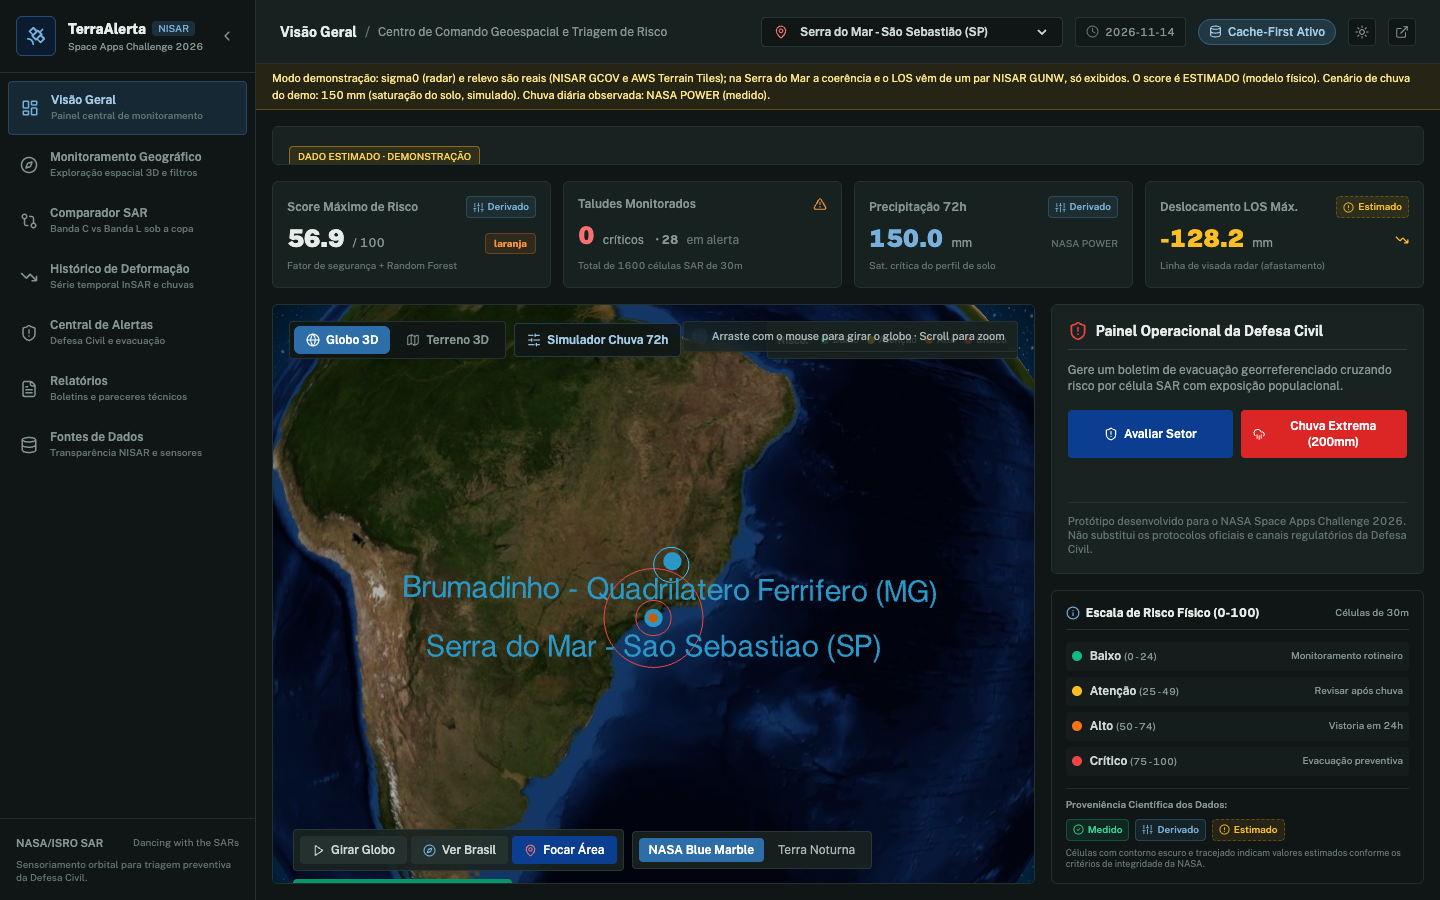 TerraAlerta NISAR
Space Apps Challenge 2026
Visão Geral
Painel central de monitoramento
Monitoramento Geográfico
Exploração espacial 3D e filtros
Comparador SAR
Banda C vs Banda L sob a copa
Histórico de Deformação
Série temporal InSAR e chuvas
Central de Alertas
Defesa Civil e evacuação
Relatórios
Boletins e pareceres técnicos
Fontes de Dados
Transparência NISAR e sensores
NASA/ISRO SAR Dancing with the SARs
Sensoriamento orbital para triagem preventiva
da Defesa Civil.
Visão Geral / Centro de Comando Geoespacial e Triagem de Risco
Serra do Mar - São Sebastião (SP)
2026-11-14
Cache-First Ativo
Modo demonstração: sigma0 (radar) e relevo são reais (NISAR GCOV e AWS Terrain Tiles); na Serra do Mar a coerência e o LOS vêm de um par NISAR GUNW, só exibidos. O score é ESTIMADO (modelo físico). Cenário de chuva
do demo: 150 mm (saturação do solo, simulado). Chuva diária observada: NASA POWER (medido).
DADO ESTIMADO · DEMONSTRAÇÃO
Score Máximo de Risco Derivado
56.9 / 100 laranja
Fator de segurança + Random Forest
Taludes Monitorados
0 críticos · 28 em alerta
Total de 1600 células SAR de 30m
Precipitação 72h Derivado
150.0 mm NASA POWER
Sat. crítica do perfil de solo
Deslocamento LOS Máx. Estimado
-128.2 mm
Linha de visada radar (afastamento)
Globo 3D
Terreno 3D
Simulador Chuva 72h
Arraste com o mouse para girar o globo · Scroll para zoom
Brumadinho - Quadrilatero Ferrifero (MG)
Serra do Mar - Sao Sebastiao (SP)
Girar Globo
Ver Brasil
Focar Área
NASA Blue Marble
Terra Noturna
Painel Operacional da Defesa Civil
Gere um boletim de evacuação georreferenciado cruzando
risco por célula SAR com exposição populacional.
Avaliar Setor
Chuva Extrema
(200mm)
Protótipo desenvolvido para o NASA Space Apps Challenge 2026.
Não substitui os protocolos oficiais e canais regulatórios da Defesa
Civil.
Escala de Risco Físico (0-100) Células de 30m
Baixo (0-24) Monitoramento rotineiro
Atenção (25-49) Revisar após chuva
Alto (50-74) Vistoria em 24h
Crítico (75-100) Evacuação preventiva
Proveniência Científica dos Dados:
Medido Derivado Estimado
Células com contorno escuro e tracejado indicam valores estimados conforme os
critérios de integridade da NASA.